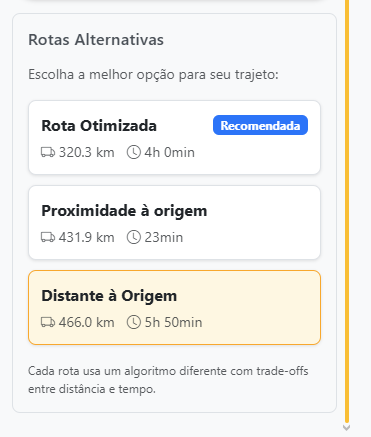 Rotas Alternativas
Escolha a melhor opção para seu trajeto:
Rota Otimizada Recomendada
320.3 km 4h 0min
Proximidade à origem
431.9 km 23min
Distante à Origem
466.0 km 5h 50min
Cada rota usa um algoritmo diferente com trade-offs
entre distância e tempo.